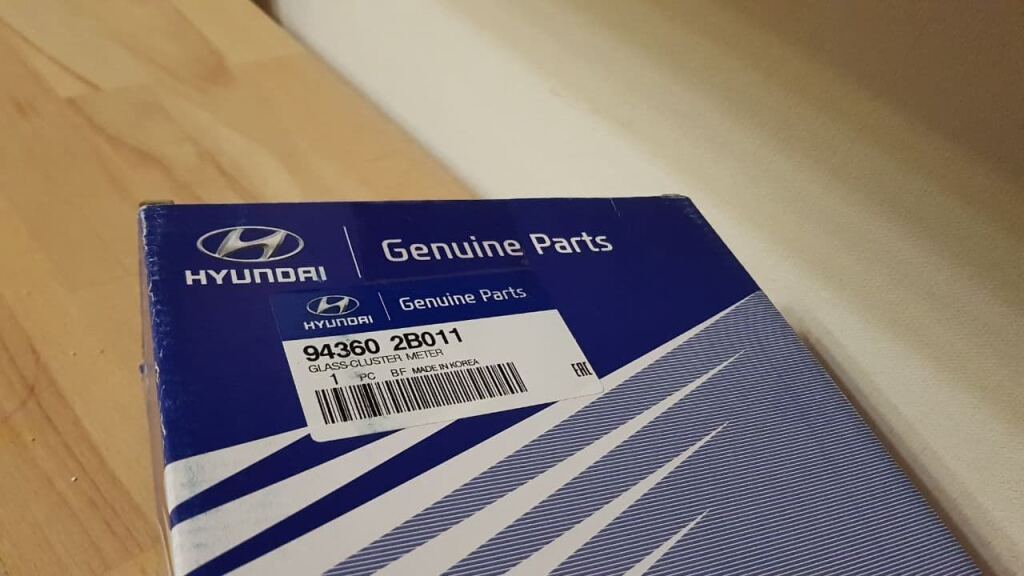 HYUNDAI
Genuine Parts
HYUNDAI
Genuine Parts
94360 2B011
GLASS-CLUSTER METER
1 PC BF MADE IN KOREA
EAC